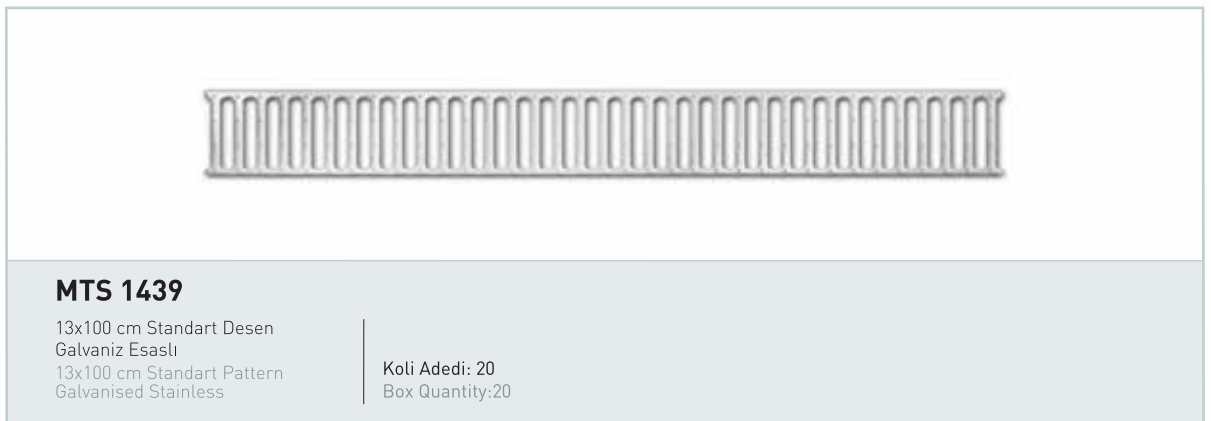 MTS 1439
13x100 cm Standart Desen
Galvaniz Esaslı
13x100 cm Standart Pattern
Galvanised Stainless
Koli Adedi: 20
Box Quantity:20